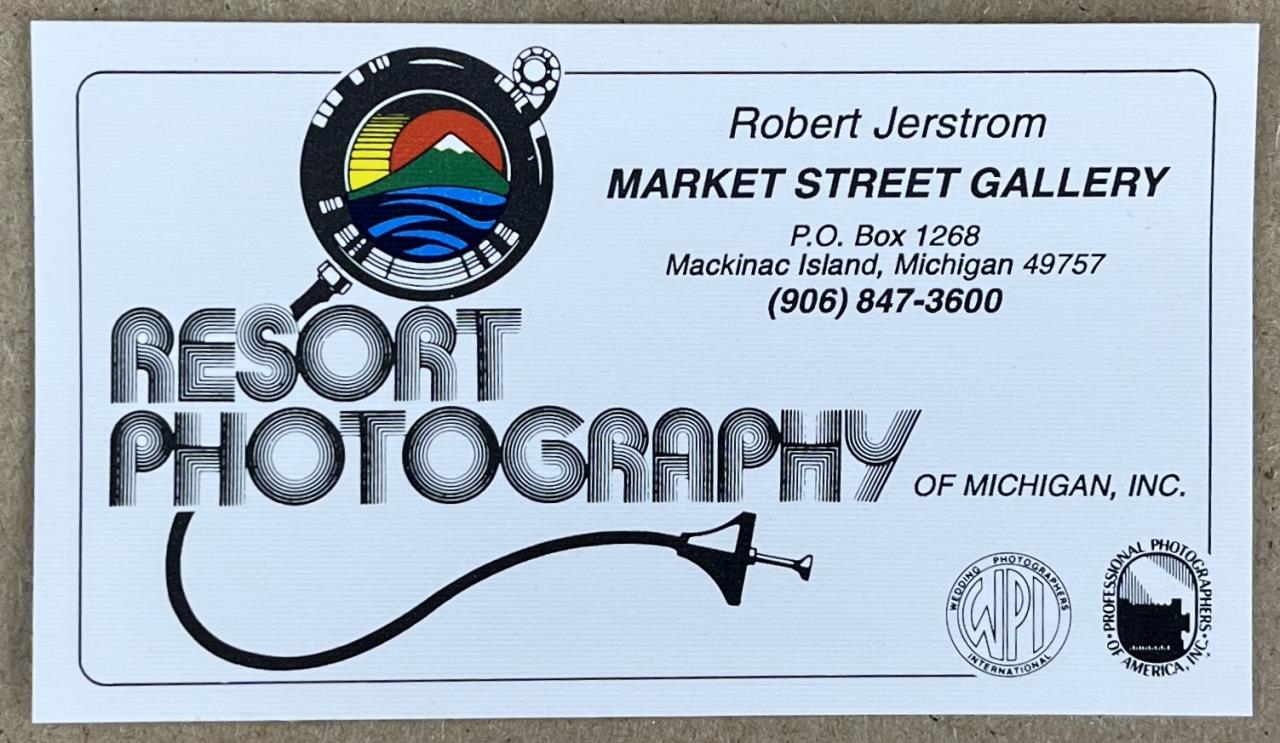 Robert Jerstrom
MARKET STREET GALLERY
P.O. Box 1268
Mackinac Island, Michigan 49757
(906) 847-3600
RESORT
PHOTOGRAPHY
OF MICHIGAN, INC.
WEDDING PHOTOGRAPHERS
WPI
INTERNATIONAL
PROFESSIONAL PHOTOGRAPHERS
OF AMERICA, INC.